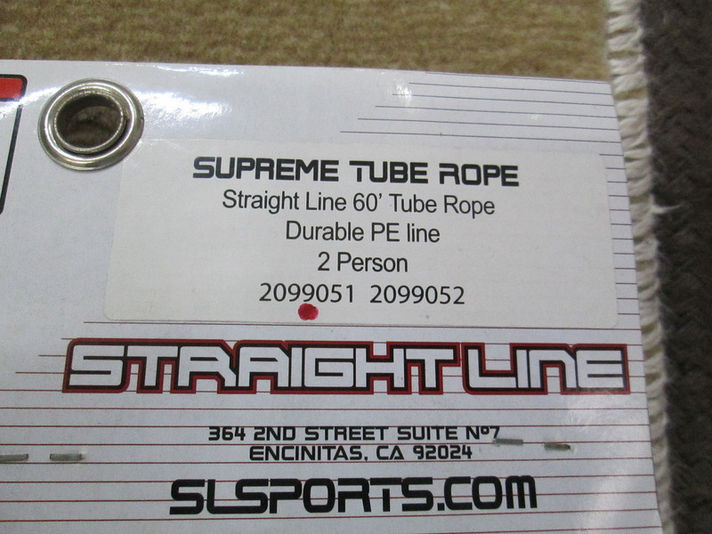 SUPREME TUBE ROPE
Straight Line 60' Tube Rope
Durable PE line
2 Person
2099051 2099052
STRAIGHT LINE
364 2ND STREET SUITE Nº7
ENCINITAS, CA 92024
SLSPORTS.COM